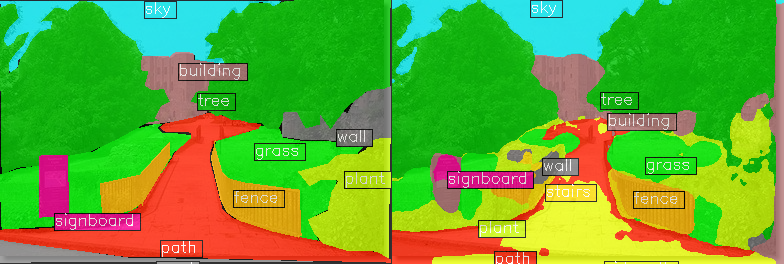 sky
building
tree
wall
grass
plant
fence
signboard
path
sky
tree
building
wall
grass
signboard
stairs
fence
plant
path